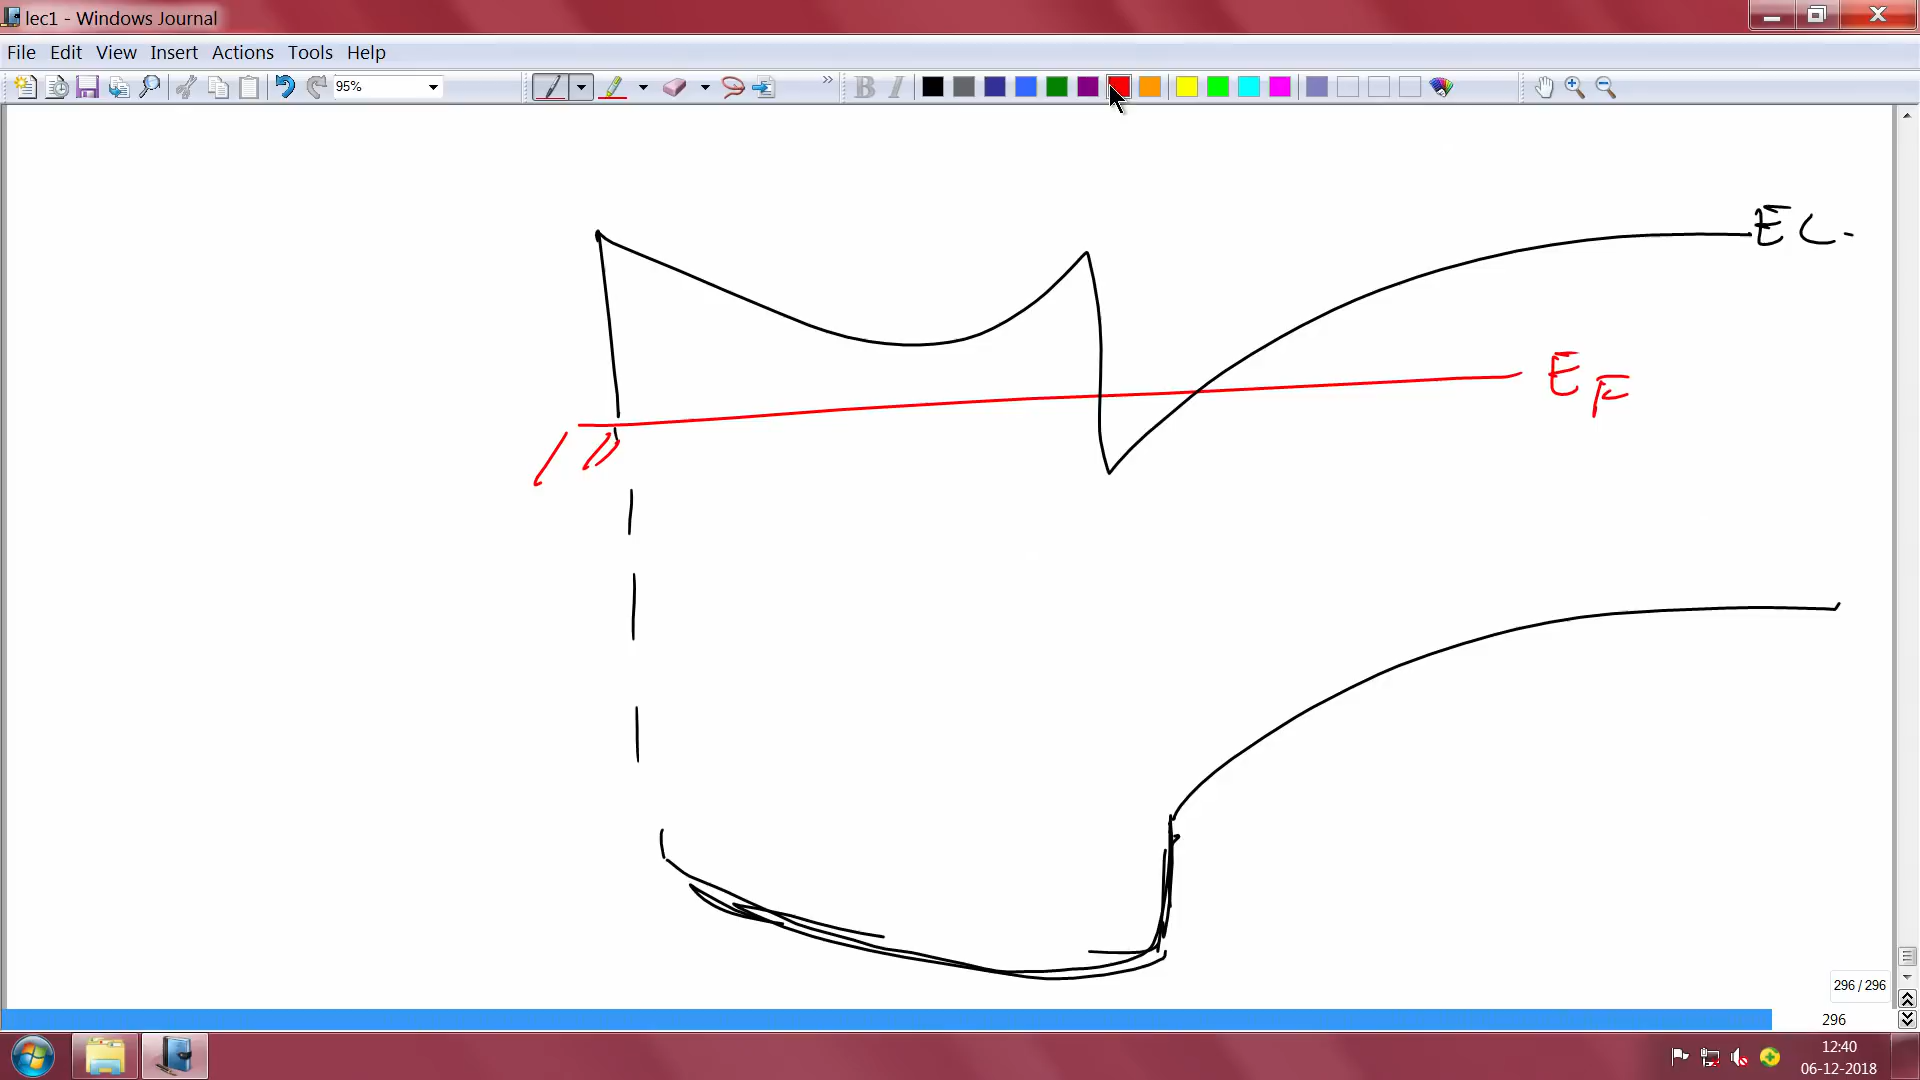 lec1 - Windows Journal
File Edit View Insert Actions Tools Help
95%
B I
EC
EF
296 / 296
296
12:40
06-12-2018